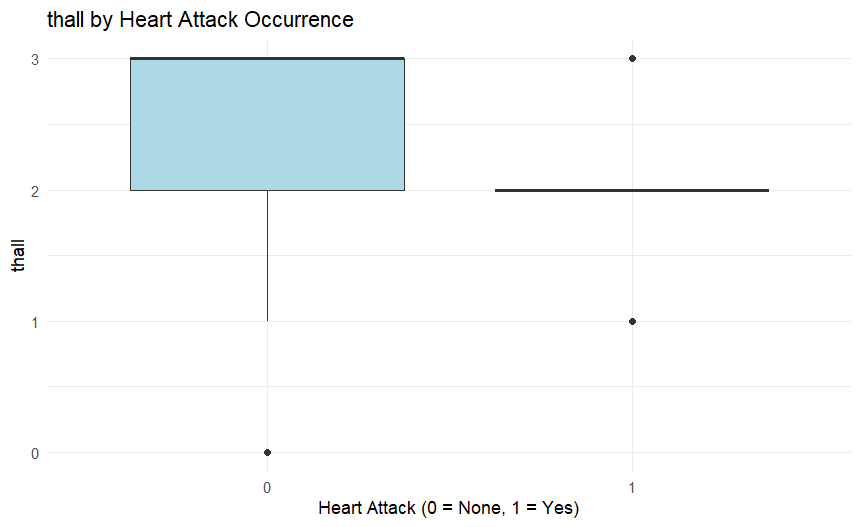 thall by Heart Attack Occurrence
3
2
1
0
thall
0 1
Heart Attack (0 = None, 1 = Yes)